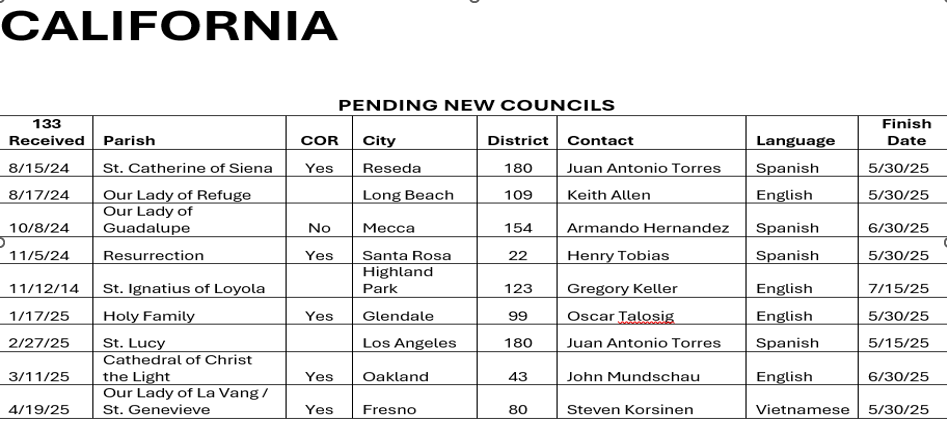 CALIFORNIA
PENDING NEW COUNCILS
133 Received Parish COR City District Contact Language Finish Date
8/15/24 St. Catherine of Siena Yes Reseda 180 Juan Antonio Torres Spanish 5/30/25
8/17/24 Our Lady of Refuge Long Beach 109 Keith Allen English 5/30/25
10/8/24 Our Lady of Guadalupe No Mecca 154 Armando Hernandez Spanish 6/30/25
11/5/24 Resurrection Yes Santa Rosa 22 Henry Tobias Spanish 5/30/25
11/12/14 St. Ignatius of Loyola Highland Park 123 Gregory Keller English 7/15/25
1/17/25 Holy Family Yes Glendale 99 Oscar Talosig English 5/30/25
2/27/25 St. Lucy Los Angeles 180 Juan Antonio Torres Spanish 5/15/25
3/11/25 Cathedral of Christ the Light Yes Oakland 43 John Mundschau English 6/30/25
4/19/25 Our Lady of La Vang / St. Genevieve Yes Fresno 80 Steven Korsinen Vietnamese 5/30/25